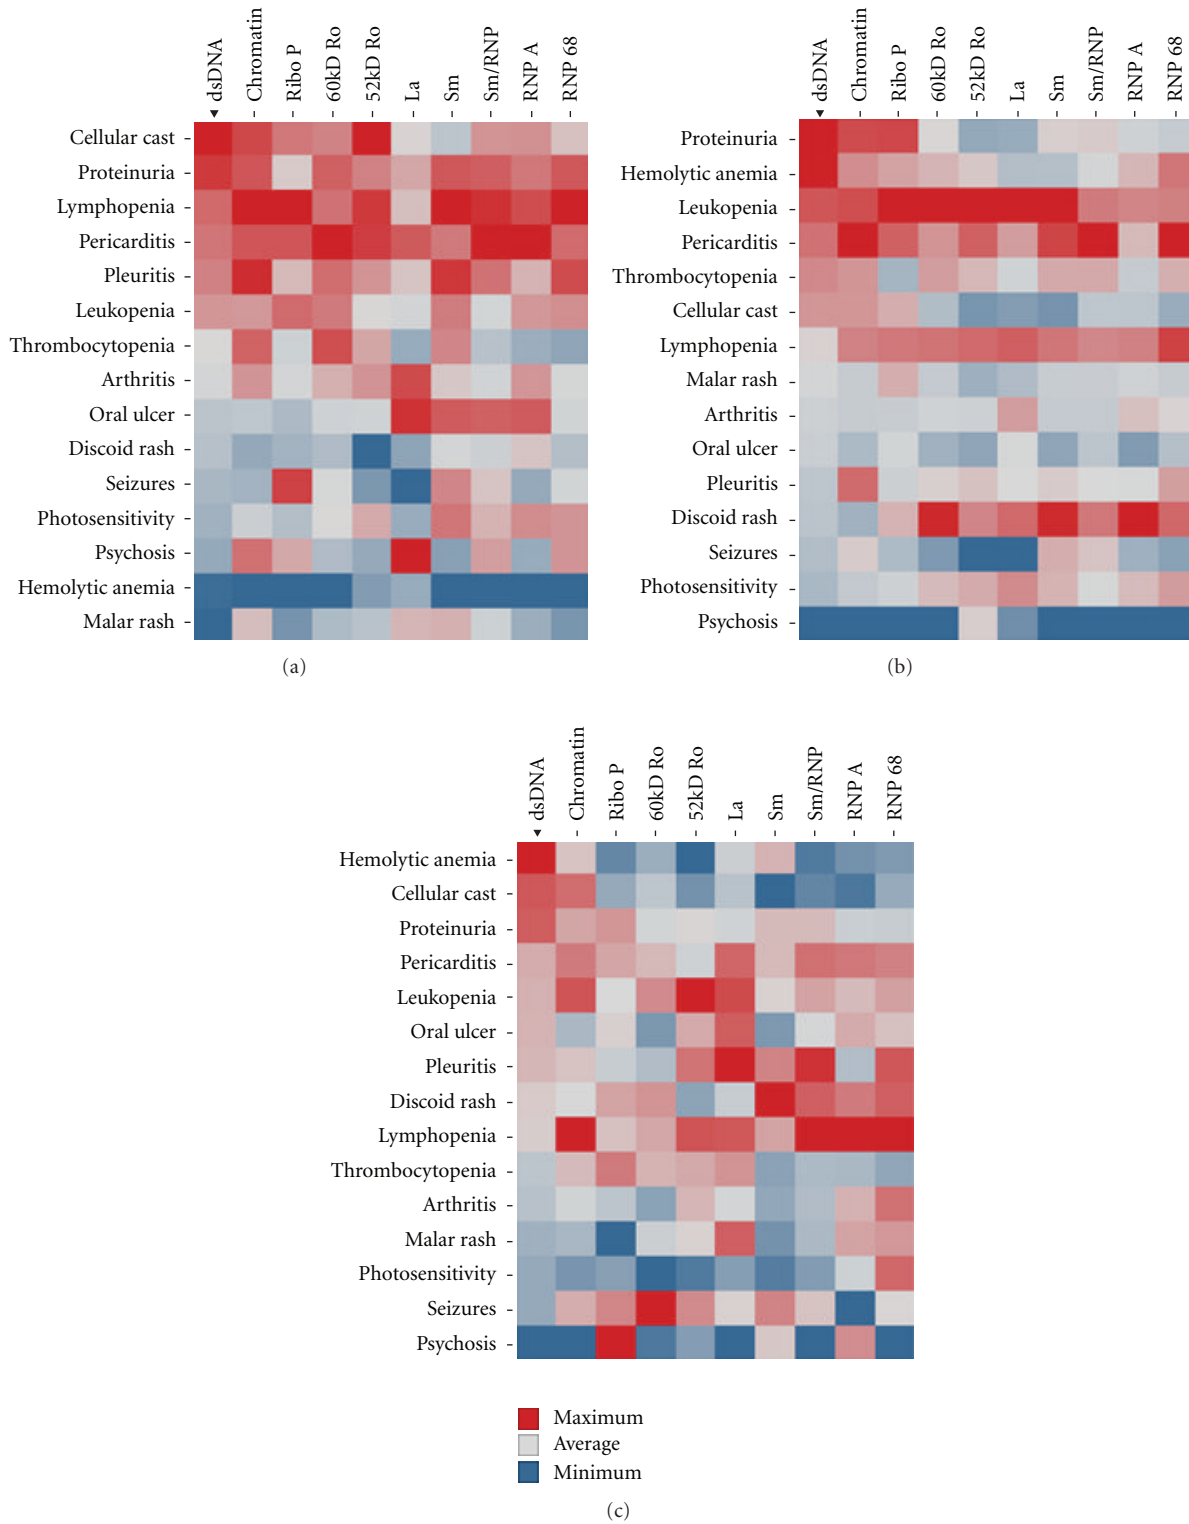 dsDNA
Chromatin
Ribo P
60kD Ro
52kD Ro
La
Sm
Sm/RNP
RNP A
RNP 68
Cellular cast
Proteinuria
Lymphopenia
Pericarditis
Pleuritis
Leukopenia
Thrombocytopenia
Arthritis
Oral ulcer
Discoid rash
Seizures
Photosensitivity
Psychosis
Hemolytic anemia
Malar rash
(a)
dsDNA
Chromatin
Ribo P
60kD Ro
52kD Ro
La
Sm
Sm/RNP
RNP A
RNP 68
Proteinuria
Hemolytic anemia
Leukopenia
Pericarditis
Thrombocytopenia
Cellular cast
Lymphopenia
Malar rash
Arthritis
Oral ulcer
Pleuritis
Discoid rash
Seizures
Photosensitivity
Psychosis
(b)
dsDNA
Chromatin
Ribo P
60kD Ro
52kD Ro
La
Sm
Sm/RNP
RNP A
RNP 68
Hemolytic anemia
Cellular cast
Proteinuria
Pericarditis
Leukopenia
Oral ulcer
Pleuritis
Discoid rash
Lymphopenia
Thrombocytopenia
Arthritis
Malar rash
Photosensitivity
Seizures
Psychosis
Maximum
Average
Minimum
(c)